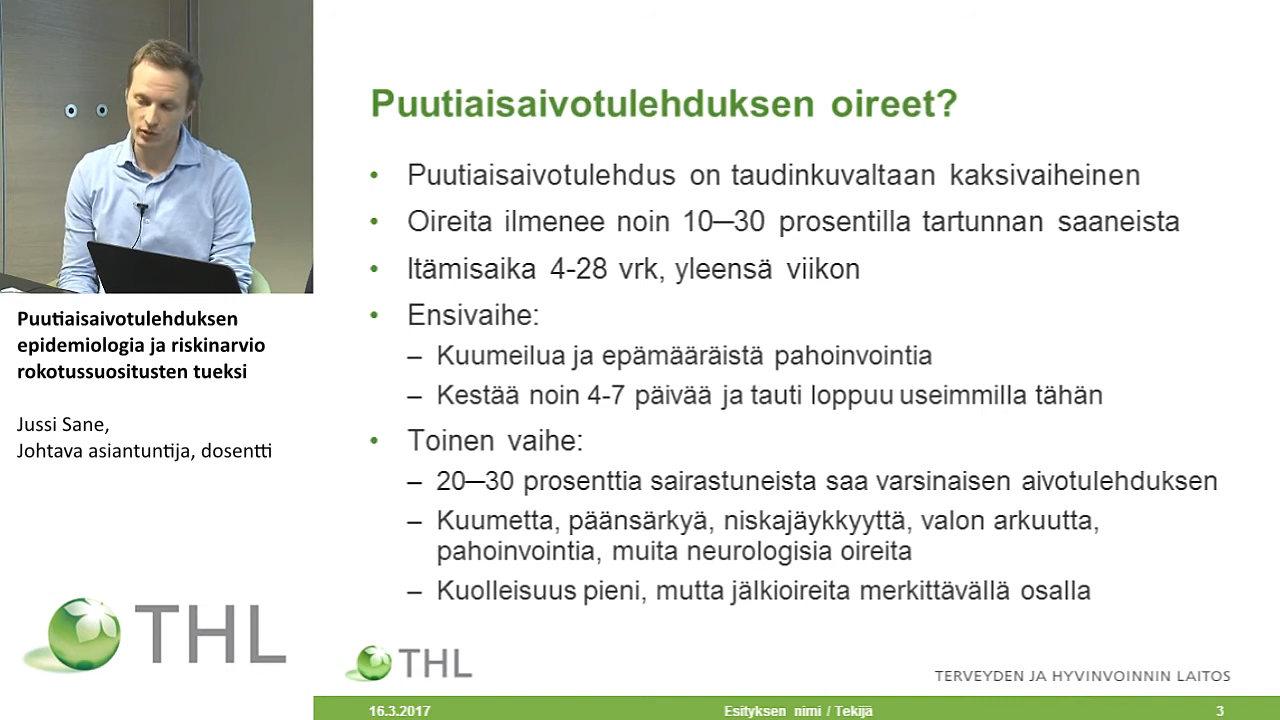 Puutiaisaivotulehduksen
epidemiologia ja riskinarvio
rokotussuositusten tueksi
Jussi Sane,
Johtava asiantuntija, dosentti
THL
Puutiaisaivotulehduksen oireet?
• Puutiaisaivotulehdus on taudinkuvaltaan kaksivaiheinen
• Oireita ilmenee noin 10–30 prosentilla tartunnan saaneista
• Itämisaika 4-28 vrk, yleensä viikon
• Ensivaihe:
– Kuumeilua ja epämääräistä pahoinvointia
– Kestää noin 4-7 päivää ja tauti loppuu useimmilla tähän
• Toinen vaihe:
– 20–30 prosenttia sairastuneista saa varsinaisen aivotulehduksen
– Kuumetta, päänsärkyä, niskajäykkyyttä, valon arkuutta,
pahoinvointia, muita neurologisia oireita
– Kuolleisuus pieni, mutta jälkioireita merkittävällä osalla
THL
TERVEYDEN JA HYVINVOINNIN LAITOS
16.3.2017 Esityksen nimi / Tekijä 3